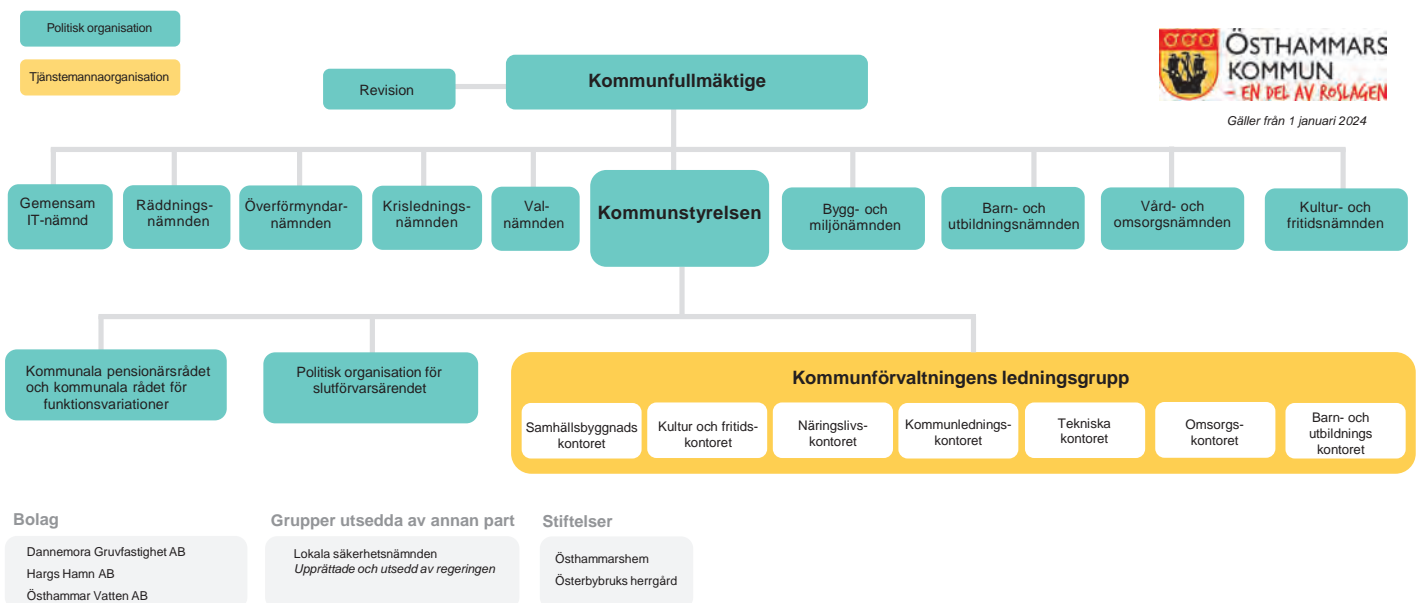 Politisk organisation
Tjänstemannaorganisation
Revision
Kommunfullmäktige
ÖSTHAMMARS
KOMMUN
– EN DEL AV ROSLAGEN
Gäller från 1 januari 2024
Gemensam
IT-nämnd
Räddnings-
nämnden
Överförmyndar-
nämnden
Krislednings-
nämnden
Val-
nämnden
Kommunstyrelsen
Bygg- och
miljönämnden
Barn- och
utbildningsnämnden
Vård- och
omsorgsnämnden
Kultur- och
fritidsnämnden
Kommunala pensionärsrådet
och kommunala rådet för
funktionsvariationer
Politisk organisation för
slutförvarsärendet
Kommunförvaltningens ledningsgrupp
Samhällsbyggnads
kontoret
Kultur och fritids-
kontoret
Näringslivs-
kontoret
Kommunlednings-
kontoret
Tekniska
kontoret
Omsorgs-
kontoret
Barn- och
utbildnings
kontoret
Bolag
Dannemora Gruvfastighet AB
Hargs Hamn AB
Östhammar Vatten AB
Grupper utsedda av annan part
Lokala säkerhetsnämnden
Upprättade och utsedd av regeringen
Stiftelser
Östhammarshem
Österbybruks herrgård